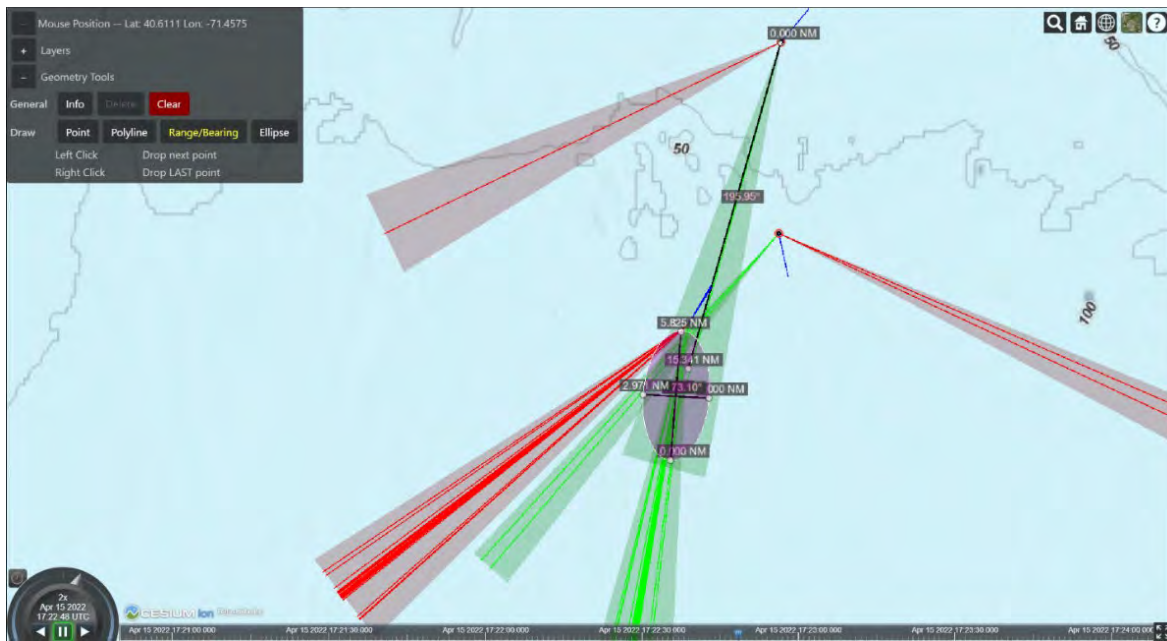 Mouse Position -- Lat: 40.6111 Lon: -71.4575
+ Layers
- Geometry Tools
General Info Delete Clear
Draw Point Polyline Range/Bearing Ellipse
Left Click Drop next point
Right Click Drop LAST point
0.000 NM
50
50
195.95°
100
5.825 NM
15.341 NM
2.971 NM 73.10° 000 NM
0.000 NM
2x
Apr 15 2022
17:22:48 UTC
CESIUM ion
Apr 15 2022 17:21:00.000 Apr 15 2022 17:21:30.000 Apr 15 2022 17:22:00.000 Apr 15 2022 17:22:30.000 Apr 15 2022 17:23:00.000 Apr 15 2022 17:23:30.000 Apr 15 2022 17:24:00.000